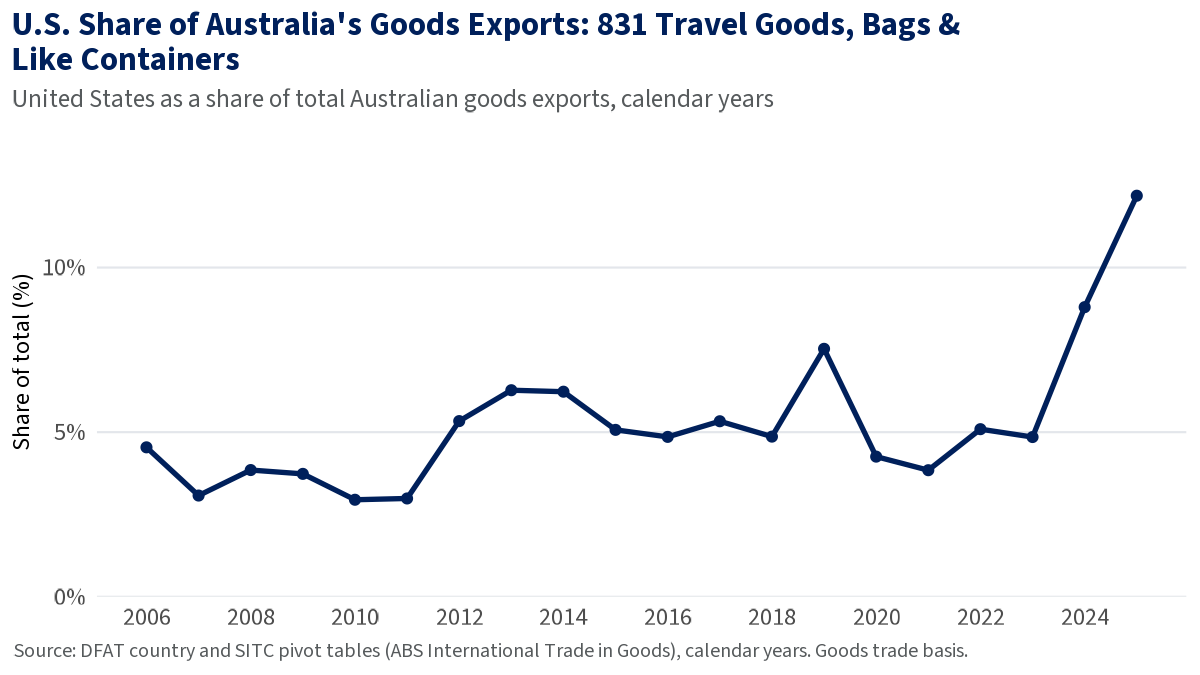 U.S. Share of Australia's Goods Exports: 831 Travel Goods, Bags &
Like Containers
United States as a share of total Australian goods exports, calendar years
Share of total (%)
10%
5%
0%
2006 2008 2010 2012 2014 2016 2018 2020 2022 2024
Source: DFAT country and SITC pivot tables (ABS International Trade in Goods), calendar years. Goods trade basis.